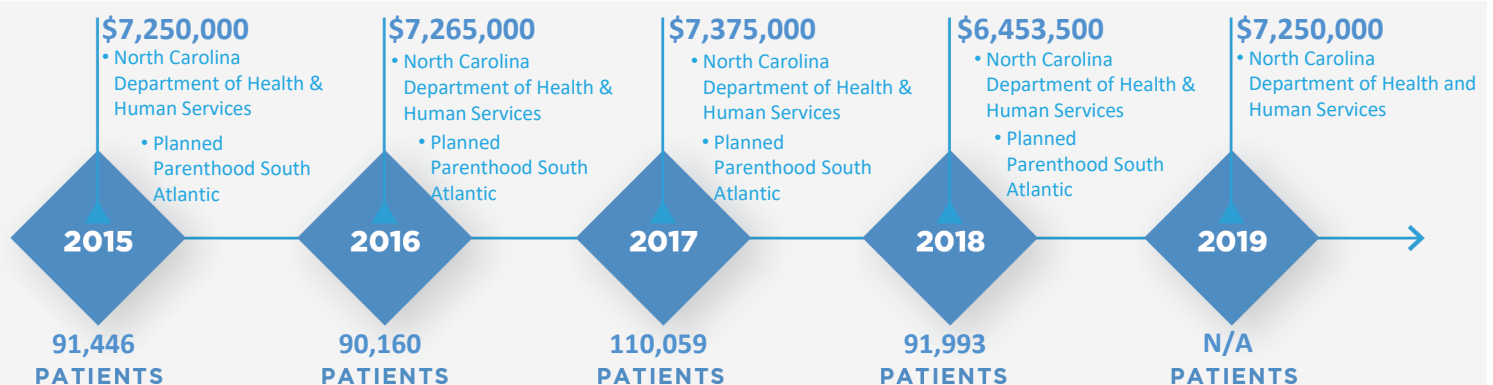 $7,250,000
• North Carolina
Department of Health &
Human Services
• Planned
Parenthood South
Atlantic
2015
91,446
PATIENTS
$7,265,000
• North Carolina
Department of Health &
Human Services
• Planned
Parenthood South
Atlantic
2016
90,160
PATIENTS
$7,375,000
• North Carolina
Department of Health &
Human Services
• Planned
Parenthood South
Atlantic
2017
110,059
PATIENTS
$6,453,500
• North Carolina
Department of Health &
Human Services
• Planned
Parenthood South
Atlantic
2018
91,993
PATIENTS
$7,250,000
• North Carolina
Department of Health and
Human Services
2019
N/A
PATIENTS